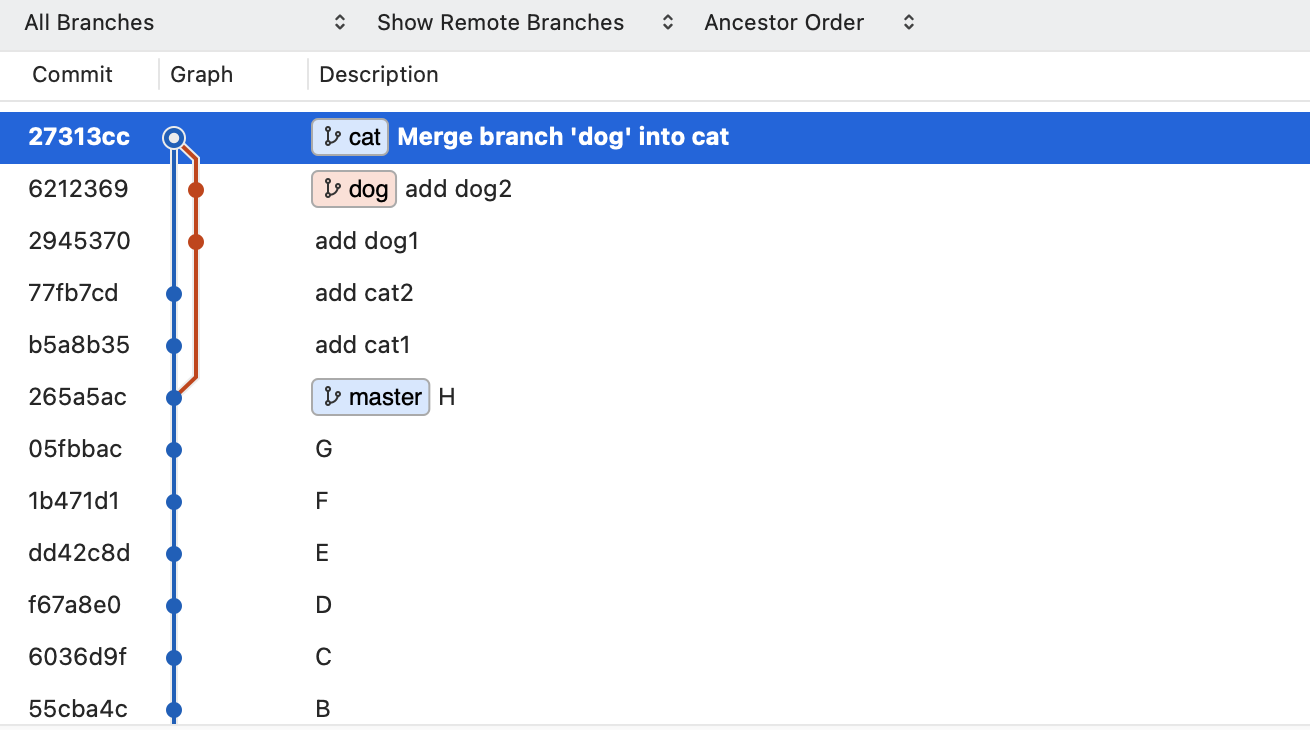 All Branches Show Remote Branches Ancestor Order
Commit Graph Description
27313cc cat Merge branch 'dog' into cat
6212369 dog add dog2
2945370 add dog1
77fb7cd add cat2
b5a8b35 add cat1
265a5ac master H
05fbbac G
1b471d1 F
dd42c8d E
f67a8e0 D
6036d9f C
55cba4c B